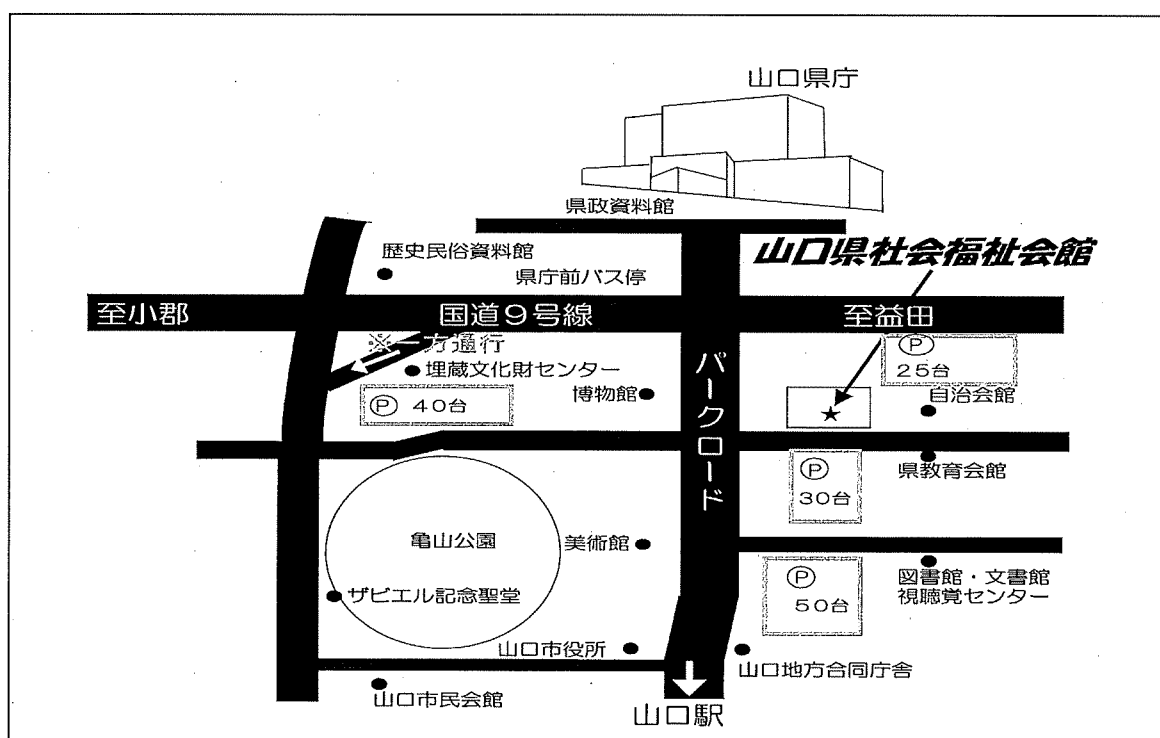 山口県庁
県政資料館
歴史民俗資料館
山口県社会福祉会館
県庁前バス停
至小郡
国道9号線
至益田
※一方通行
埋蔵文化財センター
Ⓟ 40台
博物館
パークロード
Ⓟ
25台
自治会館
★
県教育会館
Ⓟ
30台
亀山公園
美術館
ザビエル記念聖堂
Ⓟ
50台
図書館・文書館
視聴覚センター
山口市役所
山口地方合同庁舎
山口市民会館
山口駅